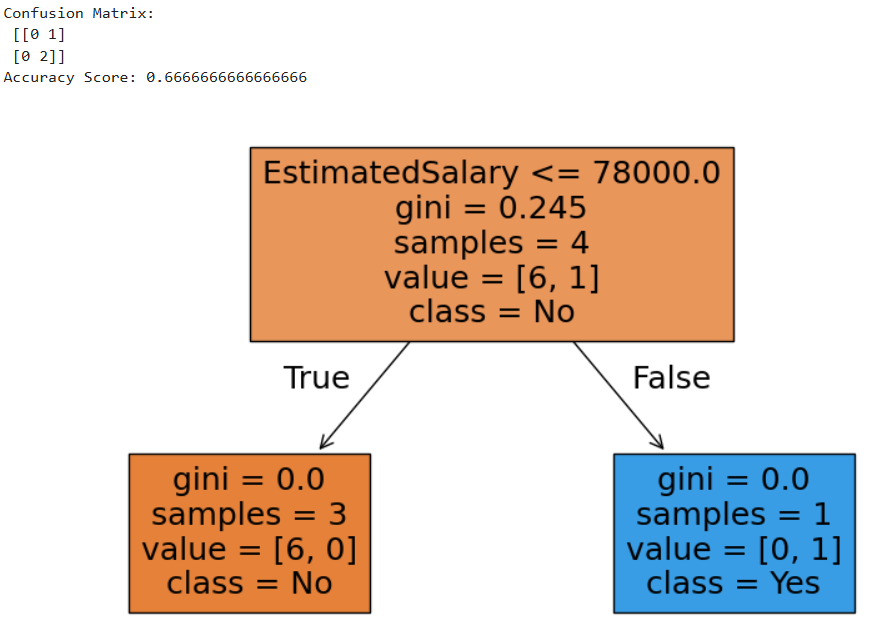 Confusion Matrix:
[[0 1]
[0 2]]
Accuracy Score: 0.6666666666666666
EstimatedSalary <= 78000.0
gini = 0.245
samples = 4
value = [6, 1]
class = No
True
False
gini = 0.0
samples = 3
value = [6, 0]
class = No
gini = 0.0
samples = 1
value = [0, 1]
class = Yes